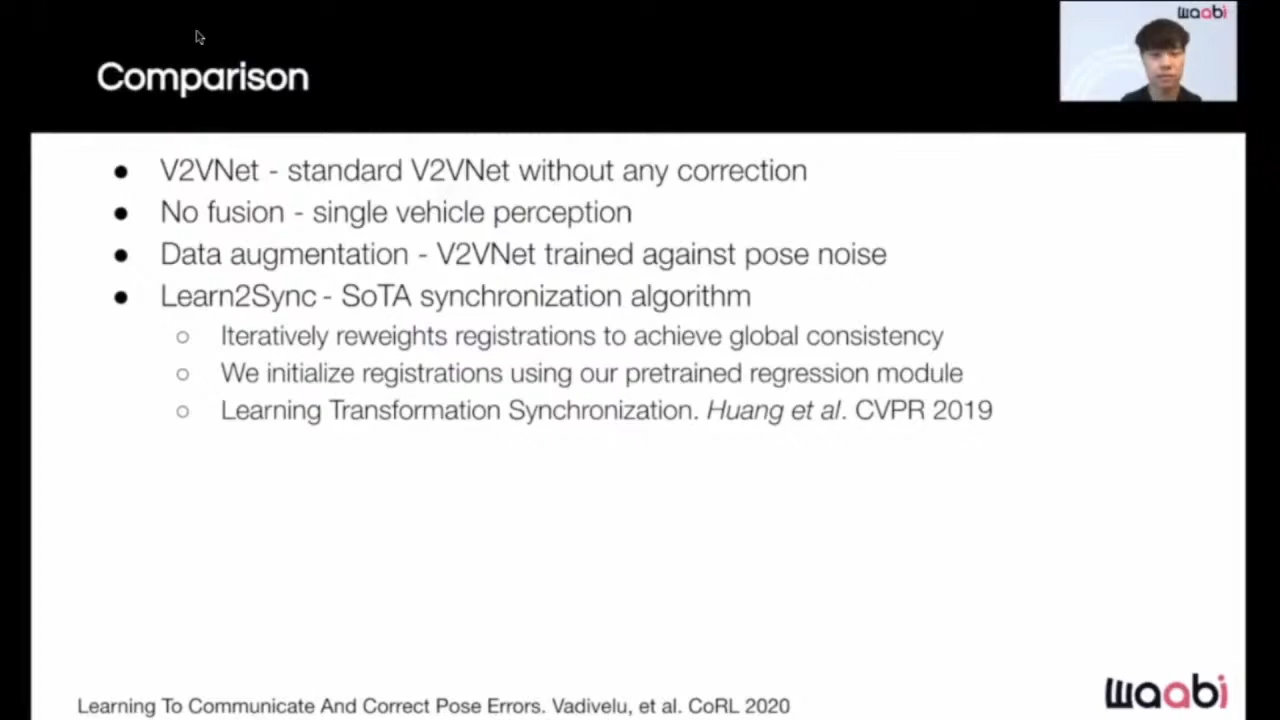 waabi
Comparison
● V2VNet - standard V2VNet without any correction
● No fusion - single vehicle perception
● Data augmentation - V2VNet trained against pose noise
● Learn2Sync - SoTA synchronization algorithm
○ Iteratively reweights registrations to achieve global consistency
○ We initialize registrations using our pretrained regression module
○ Learning Transformation Synchronization. Huang et al. CVPR 2019
waabi
Learning To Communicate And Correct Pose Errors. Vadivelu, et al. CoRL 2020